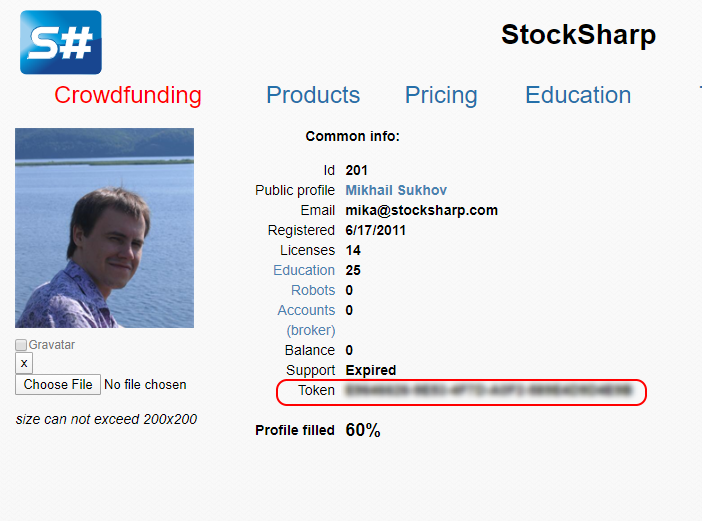 S#
StockSharp
Crowdfunding Products Pricing Education
Common info:
Id 201
Public profile Mikhail Sukhov
Email mika@stocksharp.com
Registered 6/17/2011
Licenses 14
Education 25
Robots 0
Accounts 0
(broker)
Balance 0
Support Expired
Token
Profile filled 60%
Gravatar
x
Choose File No file chosen
size can not exceed 200x200